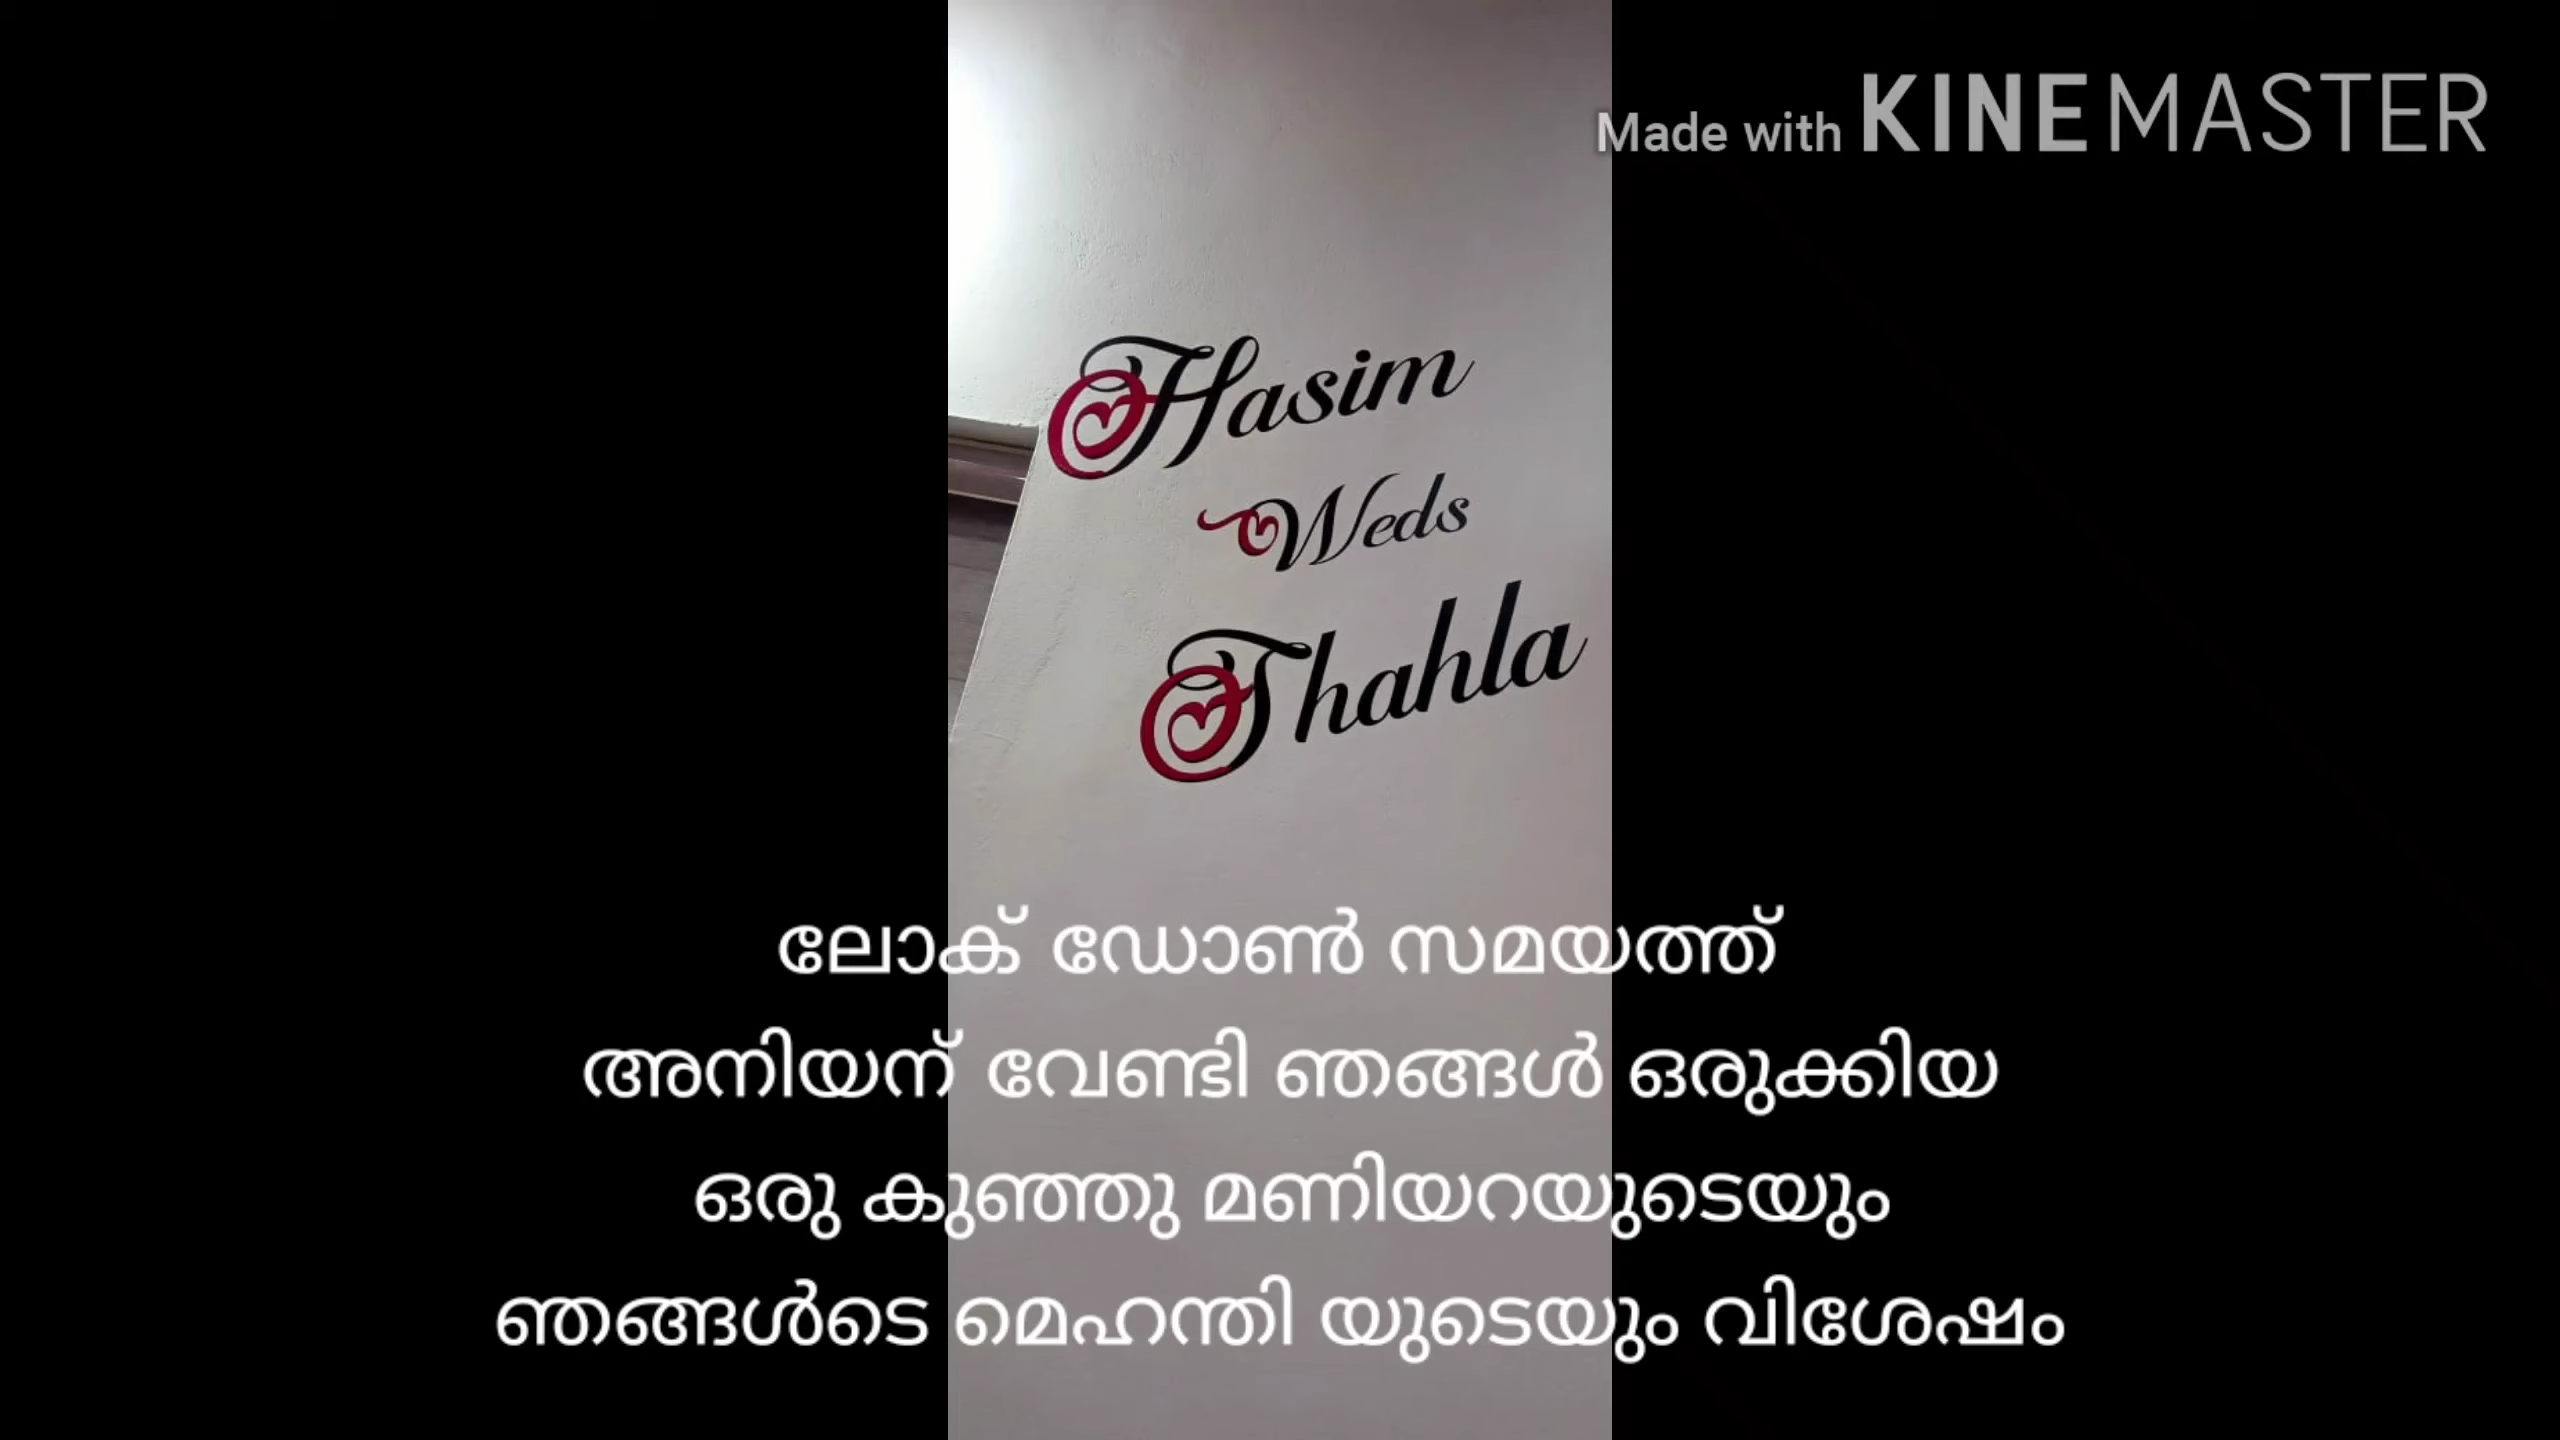 Made with KINEMASTER
Hasim
Weds
Thahla
ലോക് ഡോൺ സമയത്ത്
അനിയന് വേണ്ടി ഞങ്ങൾ ഒരുക്കിയ
ഒരു കുഞ്ഞു മണിയറയുടെയും
ഞങ്ങൾടെ മെഹന്തി യുടെയും വിശേഷം